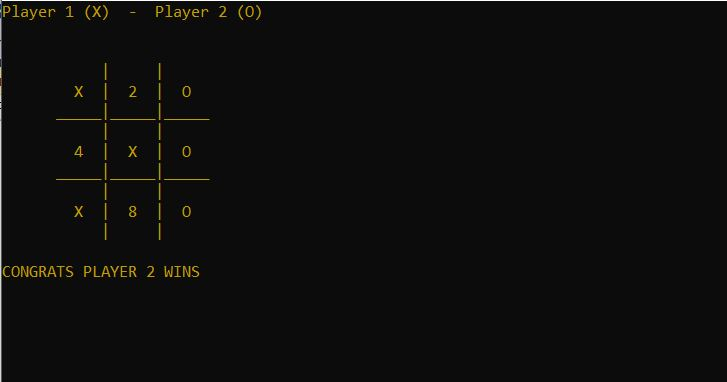 Player 1 (X)  -  Player 2 (O)
X | 2 | O
4 | X | O
X | 8 | O
CONGRATS PLAYER 2 WINS